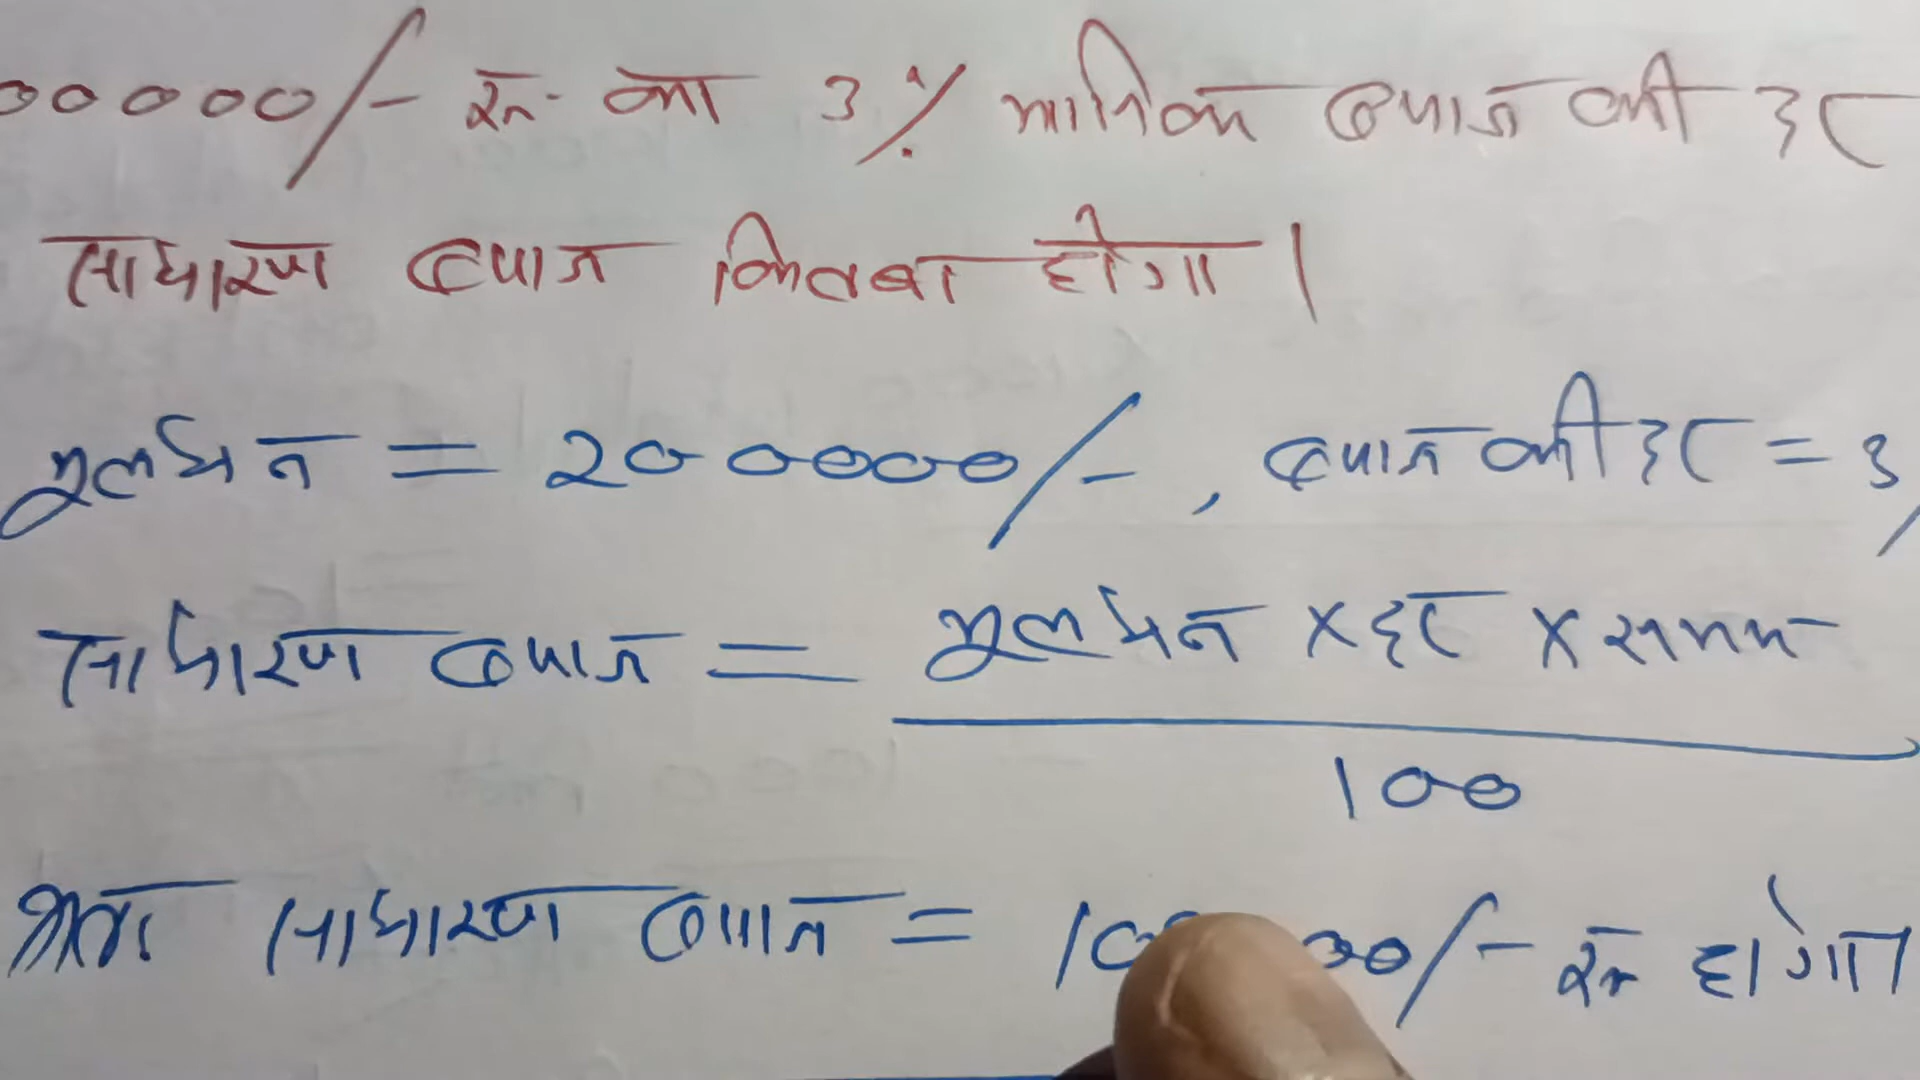 00000/- रु॰ का 3% मासिक ब्याज की दर
साधारण ब्याज कितना होगा।
मूलधन = 200000/- , ब्याज की दर = 3
साधारण ब्याज = मूलधन X दर X समय
100
अतः साधारण ब्याज = /- रु होगा।